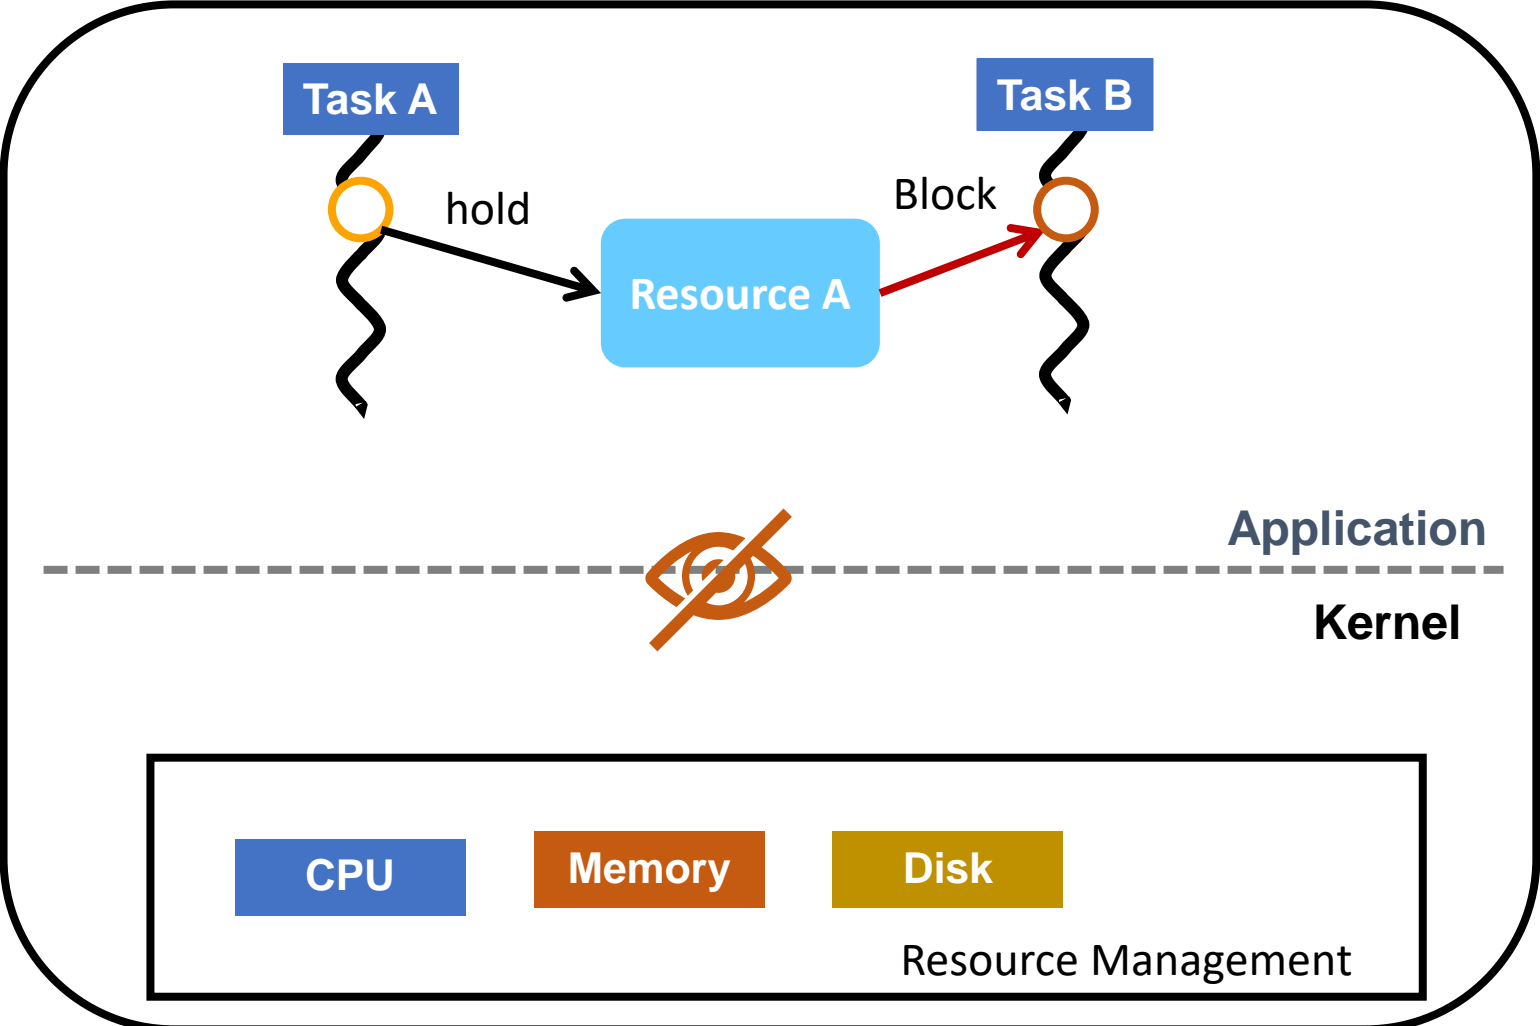 Task A
Task B
hold
Block
Resource A
Application
Kernel
CPU
Memory
Disk
Resource Management